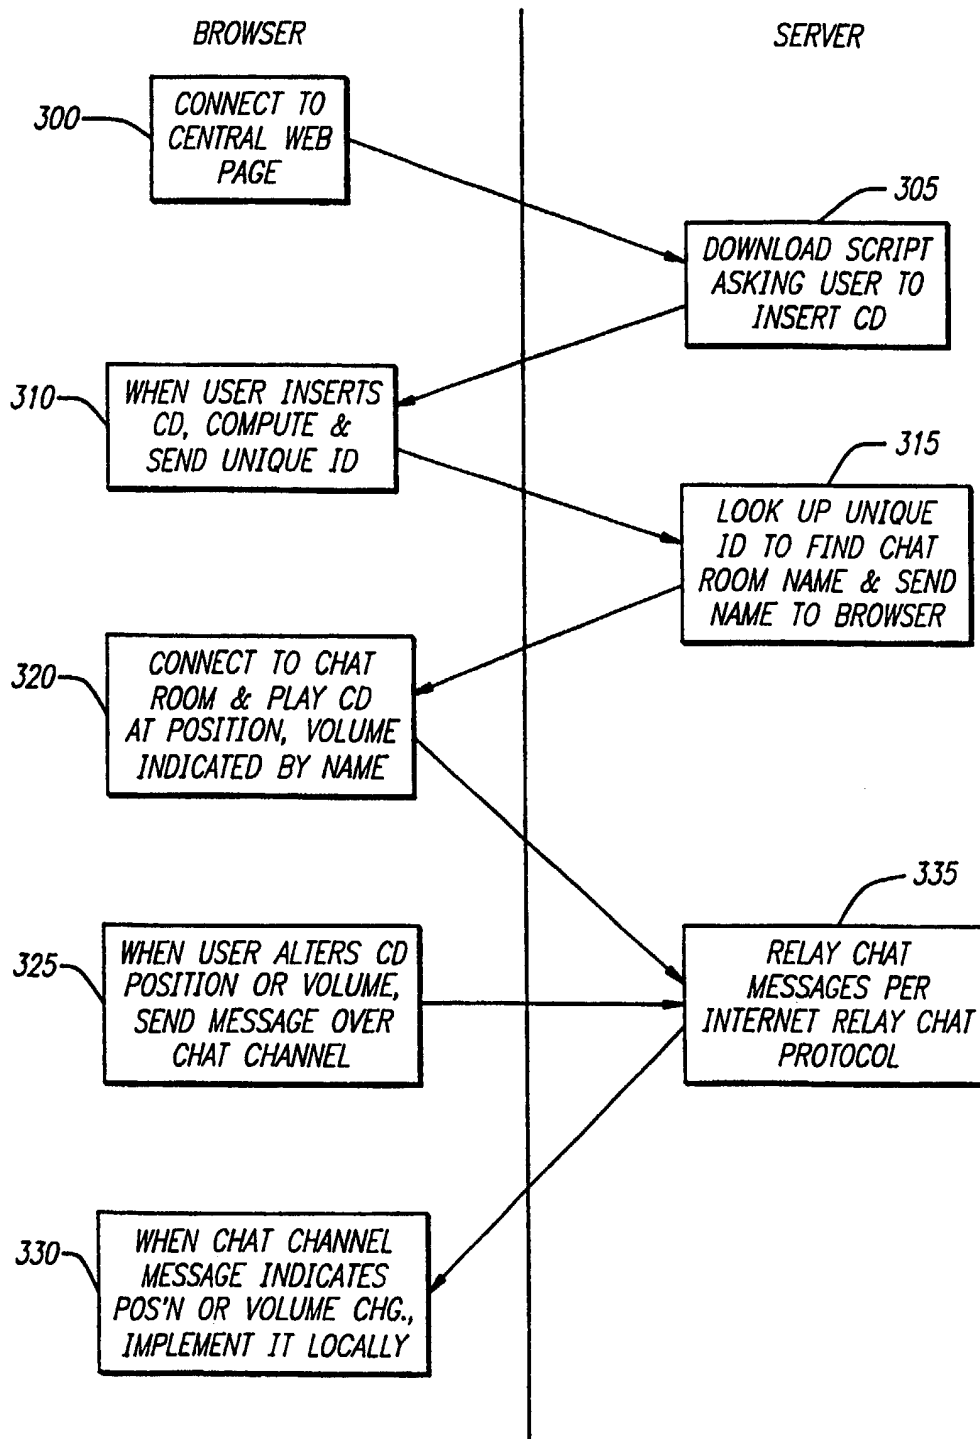 BROWSER
SERVER
300
CONNECT TO
CENTRAL WEB
PAGE
305
DOWNLOAD SCRIPT
ASKING USER TO
INSERT CD
310
WHEN USER INSERTS
CD, COMPUTE &
SEND UNIQUE ID
315
LOOK UP UNIQUE
ID TO FIND CHAT
ROOM NAME & SEND
NAME TO BROWSER
320
CONNECT TO CHAT
ROOM & PLAY CD
AT POSITION, VOLUME
INDICATED BY NAME
325
WHEN USER ALTERS CD
POSITION OR VOLUME,
SEND MESSAGE OVER
CHAT CHANNEL
335
RELAY CHAT
MESSAGES PER
INTERNET RELAY CHAT
PROTOCOL
330
WHEN CHAT CHANNEL
MESSAGE INDICATES
POS'N OR VOLUME CHG.,
IMPLEMENT IT LOCALLY